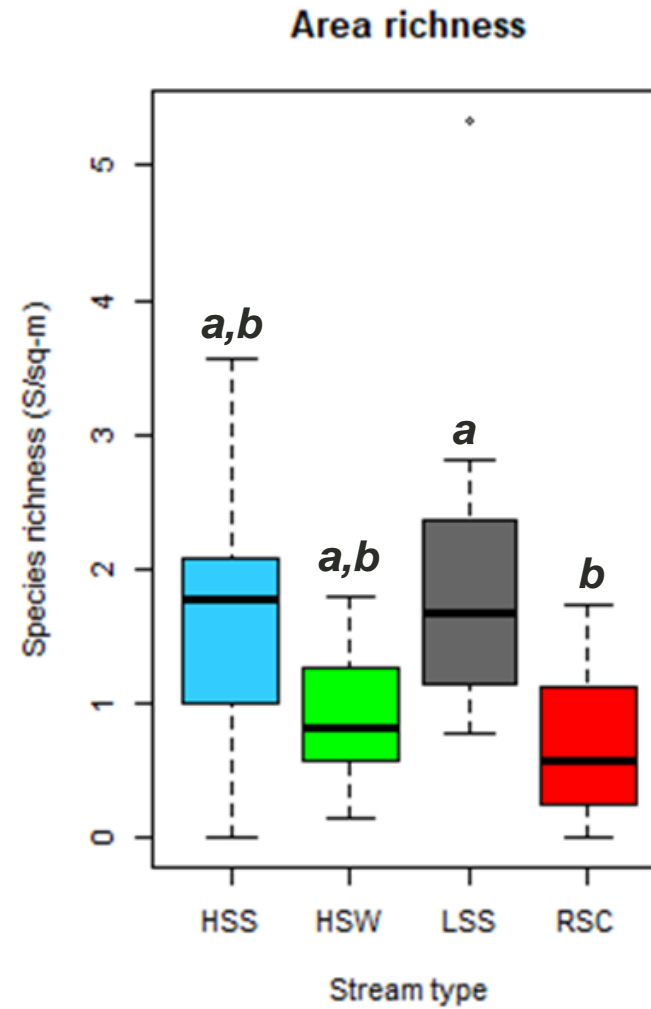 Area richness
Species richness (S/sq-m)
5
4
3
2
1
0
a,b
a,b
a
b
HSS HSW LSS RSC
Stream type